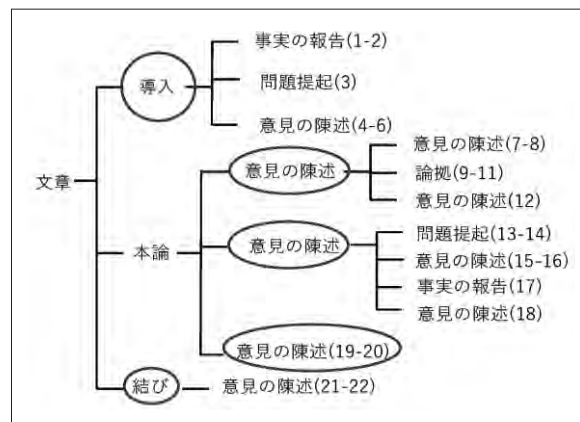 事実の報告(1-2)
導入
問題提起(3)
意見の陳述(4-6)
意見の陳述(7-8)
意見の陳述
論拠(9-11)
文章
意見の陳述(12)
問題提起(13-14)
本論
意見の陳述
意見の陳述(15-16)
事実の報告(17)
意見の陳述(18)
意見の陳述(19-20)
結び
意見の陳述(21-22)